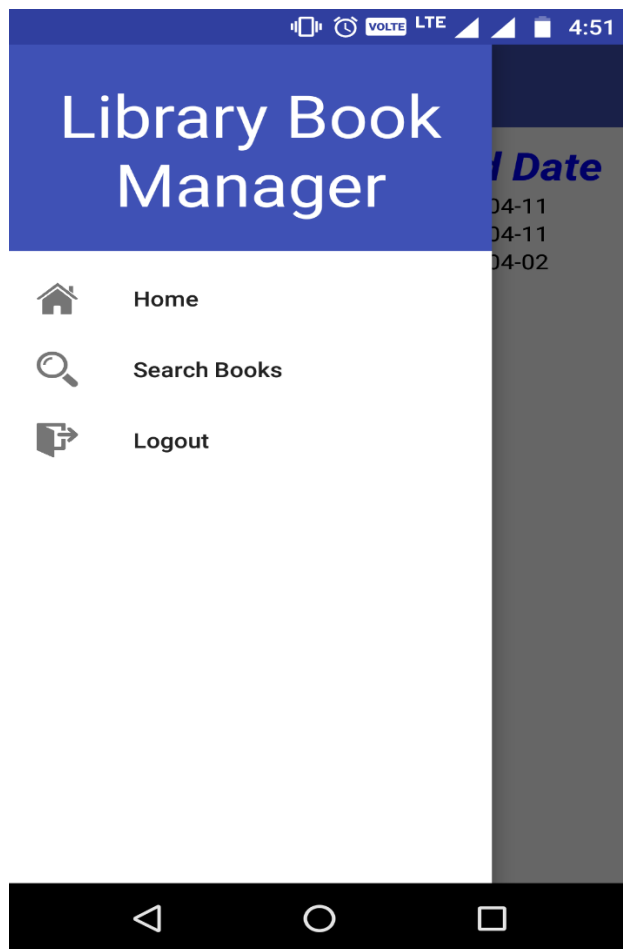 VOLTE LTE 4:51
Library Book
Manager
Date
04-11
04-11
04-02
Home
Search Books
Logout